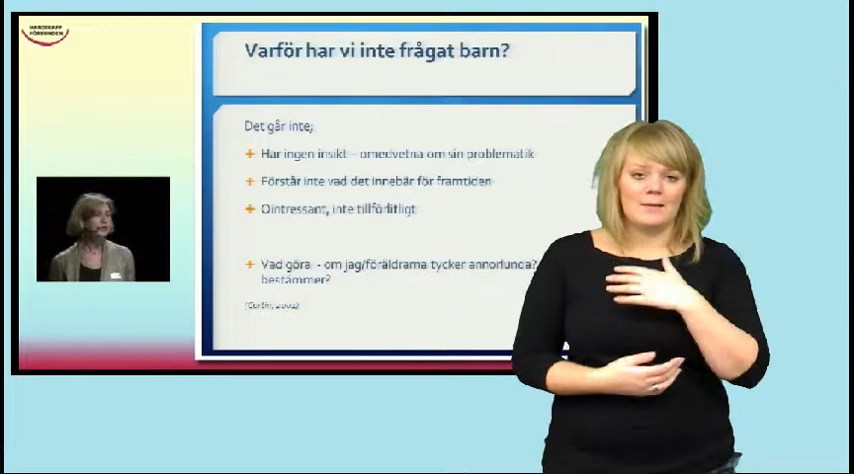 HANDIKAPP
FÖRBUNDEN
Varför har vi inte frågat barn?
Det går inte;
Har ingen insikt - omedvetna om sin problematik
Förstår inte vad det innebär för framtiden
Ointressant, inte tillförlitligt
Vad göra - om jag/föräldrarna tycker annorlunda?
bestämmer?
2002)